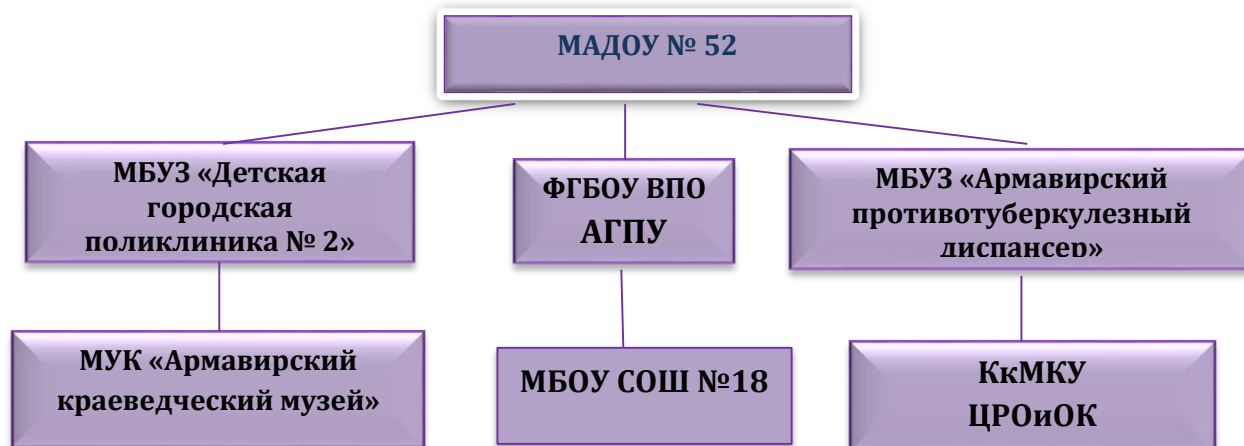 МАДОУ № 52
МБУЗ «Детская
городская
поликлиника № 2»
ФГБОУ ВПО
АГПУ
МБУЗ «Армавирский
противотуберкулезный
диспансер»
МУК «Армавирский
краеведческий музей»
МБОУ СОШ №18
КкМКУ
ЦРОиОК